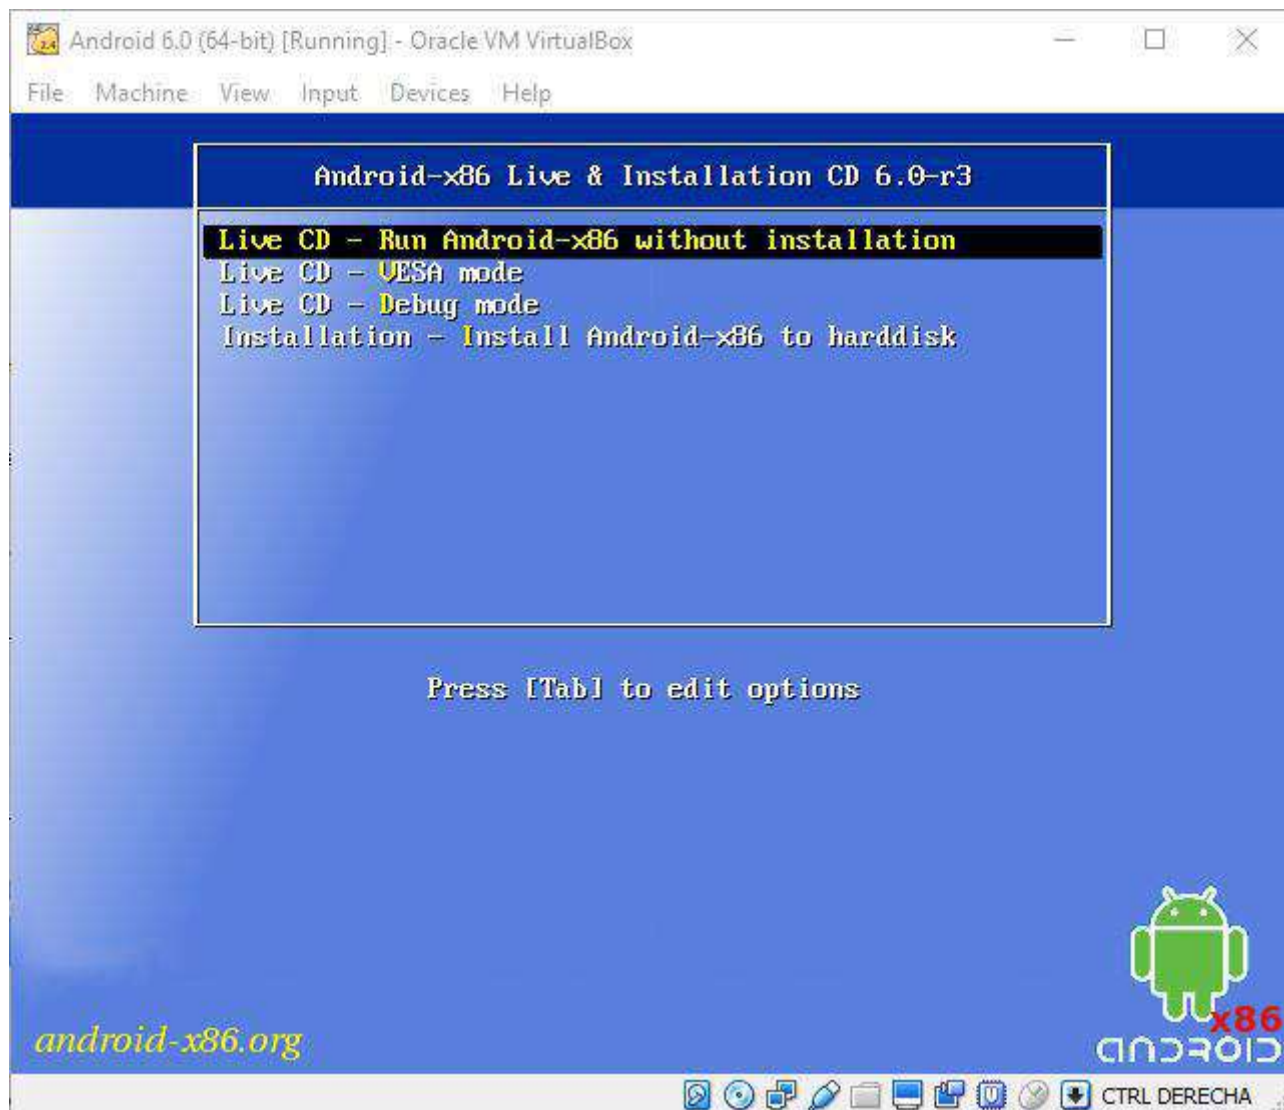 Android 6.0 (64-bit) [Running] - Oracle VM VirtualBox
File Machine View Input Devices Help
Android-x86 Live & Installation CD 6.0-r3
Live CD - Run Android-x86 without installation
Live CD - VESA mode
Live CD - Debug mode
Installation - Install Android-x86 to harddisk
Press [Tab] to edit options
x86
android-x86.org
android
CTRL DERECHA